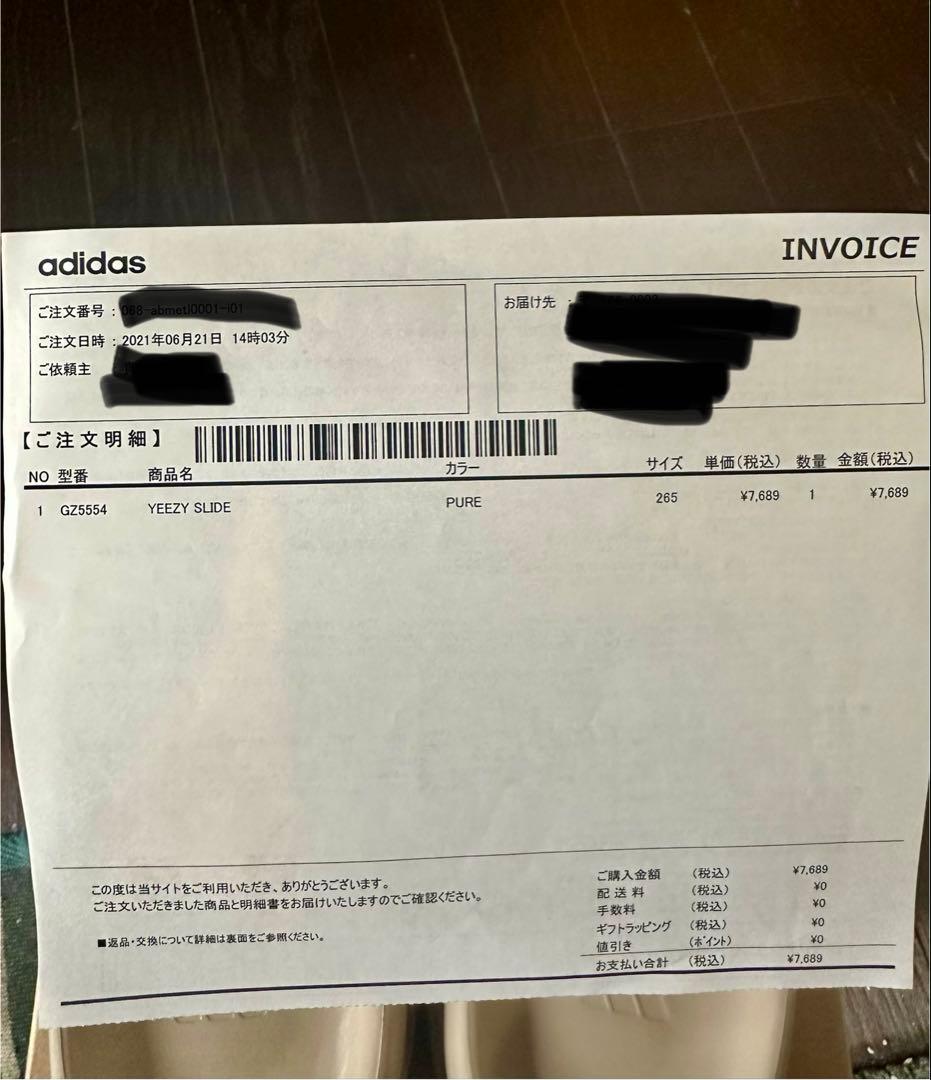 adidas
INVOICE
ご注文番号：068-abmetl0001-i01
ご注文日時：2021年06月21日 14時03分
ご依頼主
お届け先：
【ご注文明細】
NO 型番 商品名 カラー サイズ 単価(税込) 数量 金額(税込)
1 GZ5554 YEEZY SLIDE PURE 265 ¥7,689 1 ¥7,689
この度は当サイトをご利用いただき、ありがとうございます。
ご注文いただきました商品と明細書をお届けいたしますのでご確認ください。
■返品・交換について詳細は裏面をご参照ください。
ご購入金額 (税込) ¥7,689
配送料 (税込) ¥0
手数料 (税込) ¥0
ギフトラッピング (税込) ¥0
値引き (ポイント) ¥0
お支払い合計 (税込) ¥7,689